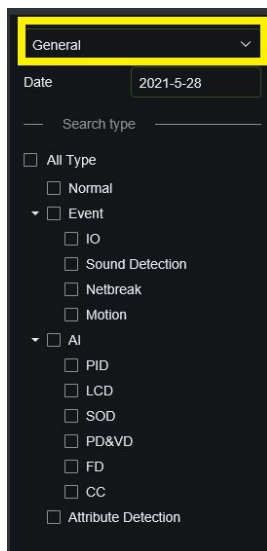 General
Date 2021-5-28
Search type
All Type
Normal
Event
IO
Sound Detection
Netbreak
Motion
AI
PID
LCD
SOD
PD&VD
FD
CC
Attribute Detection